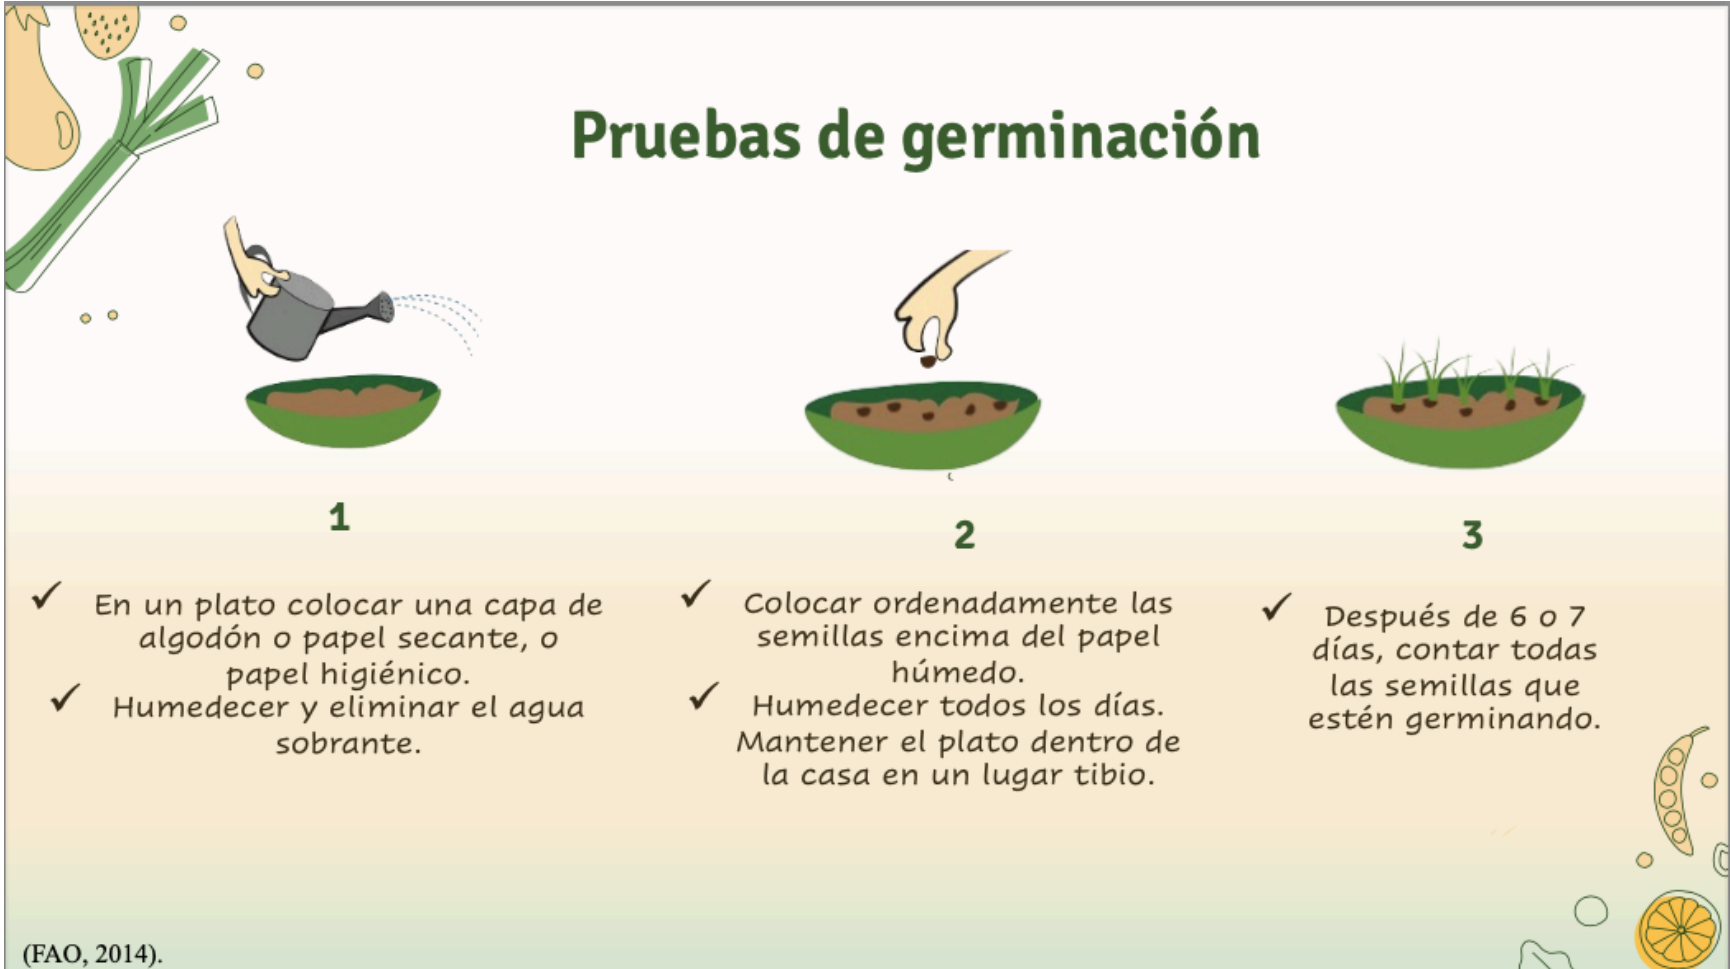 Pruebas de germinación
1
En un plato colocar una capa de
algodón o papel secante, o
papel higiénico.
Humedecer y eliminar el agua
sobrante.
2
Colocar ordenadamente las
semillas encima del papel
húmedo.
Humedecer todos los días.
Mantener el plato dentro de
la casa en un lugar tibio.
3
Después de 6 o 7
días, contar todas
las semillas que
estén germinando.
(FAO, 2014).